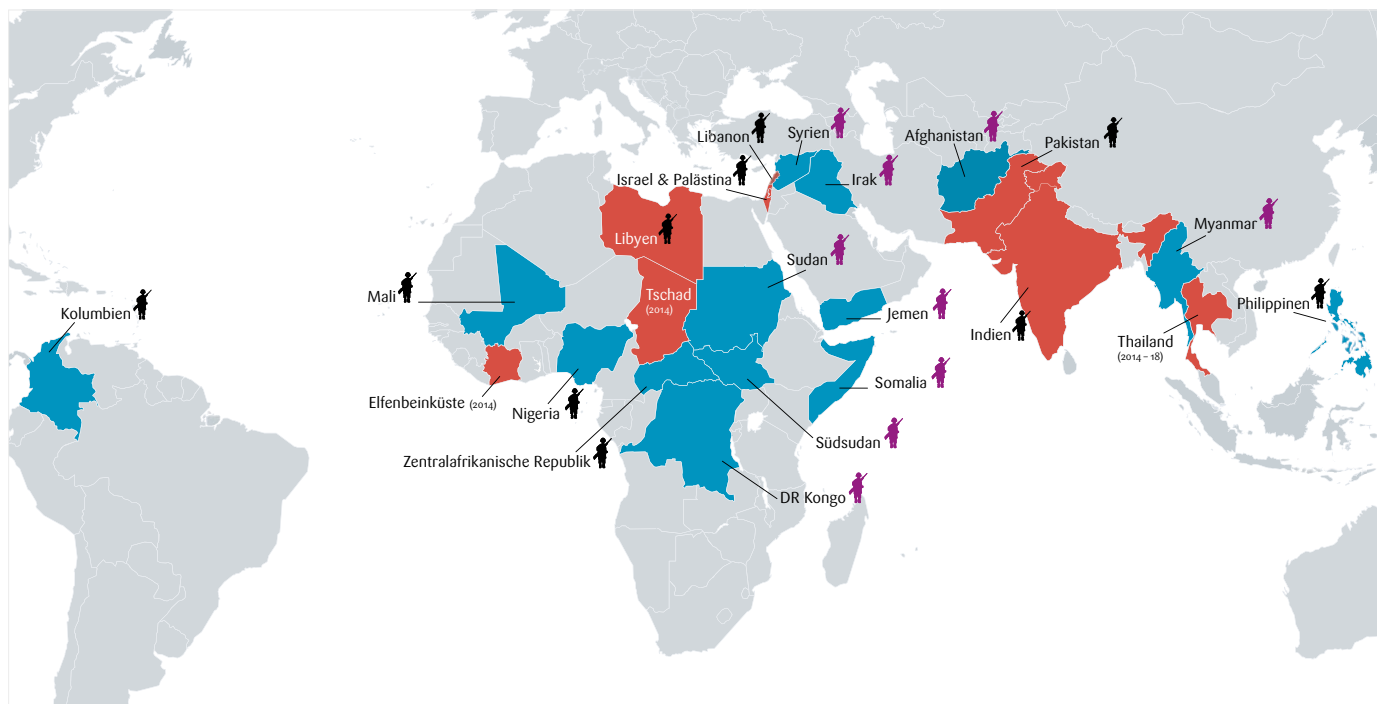 Libanon
Syrien
Afghanistan
Pakistan
Israel & Palästina
Irak
Myanmar
Libyen
Sudan
Mali
Tschad
(2014)
Philippinen
Kolumbien
Jemen
Indien
Thailand
(2014 – 18)
Somalia
Elfenbeinküste (2014)
Nigeria
Südsudan
Zentralafrikanische Republik
DR Kongo